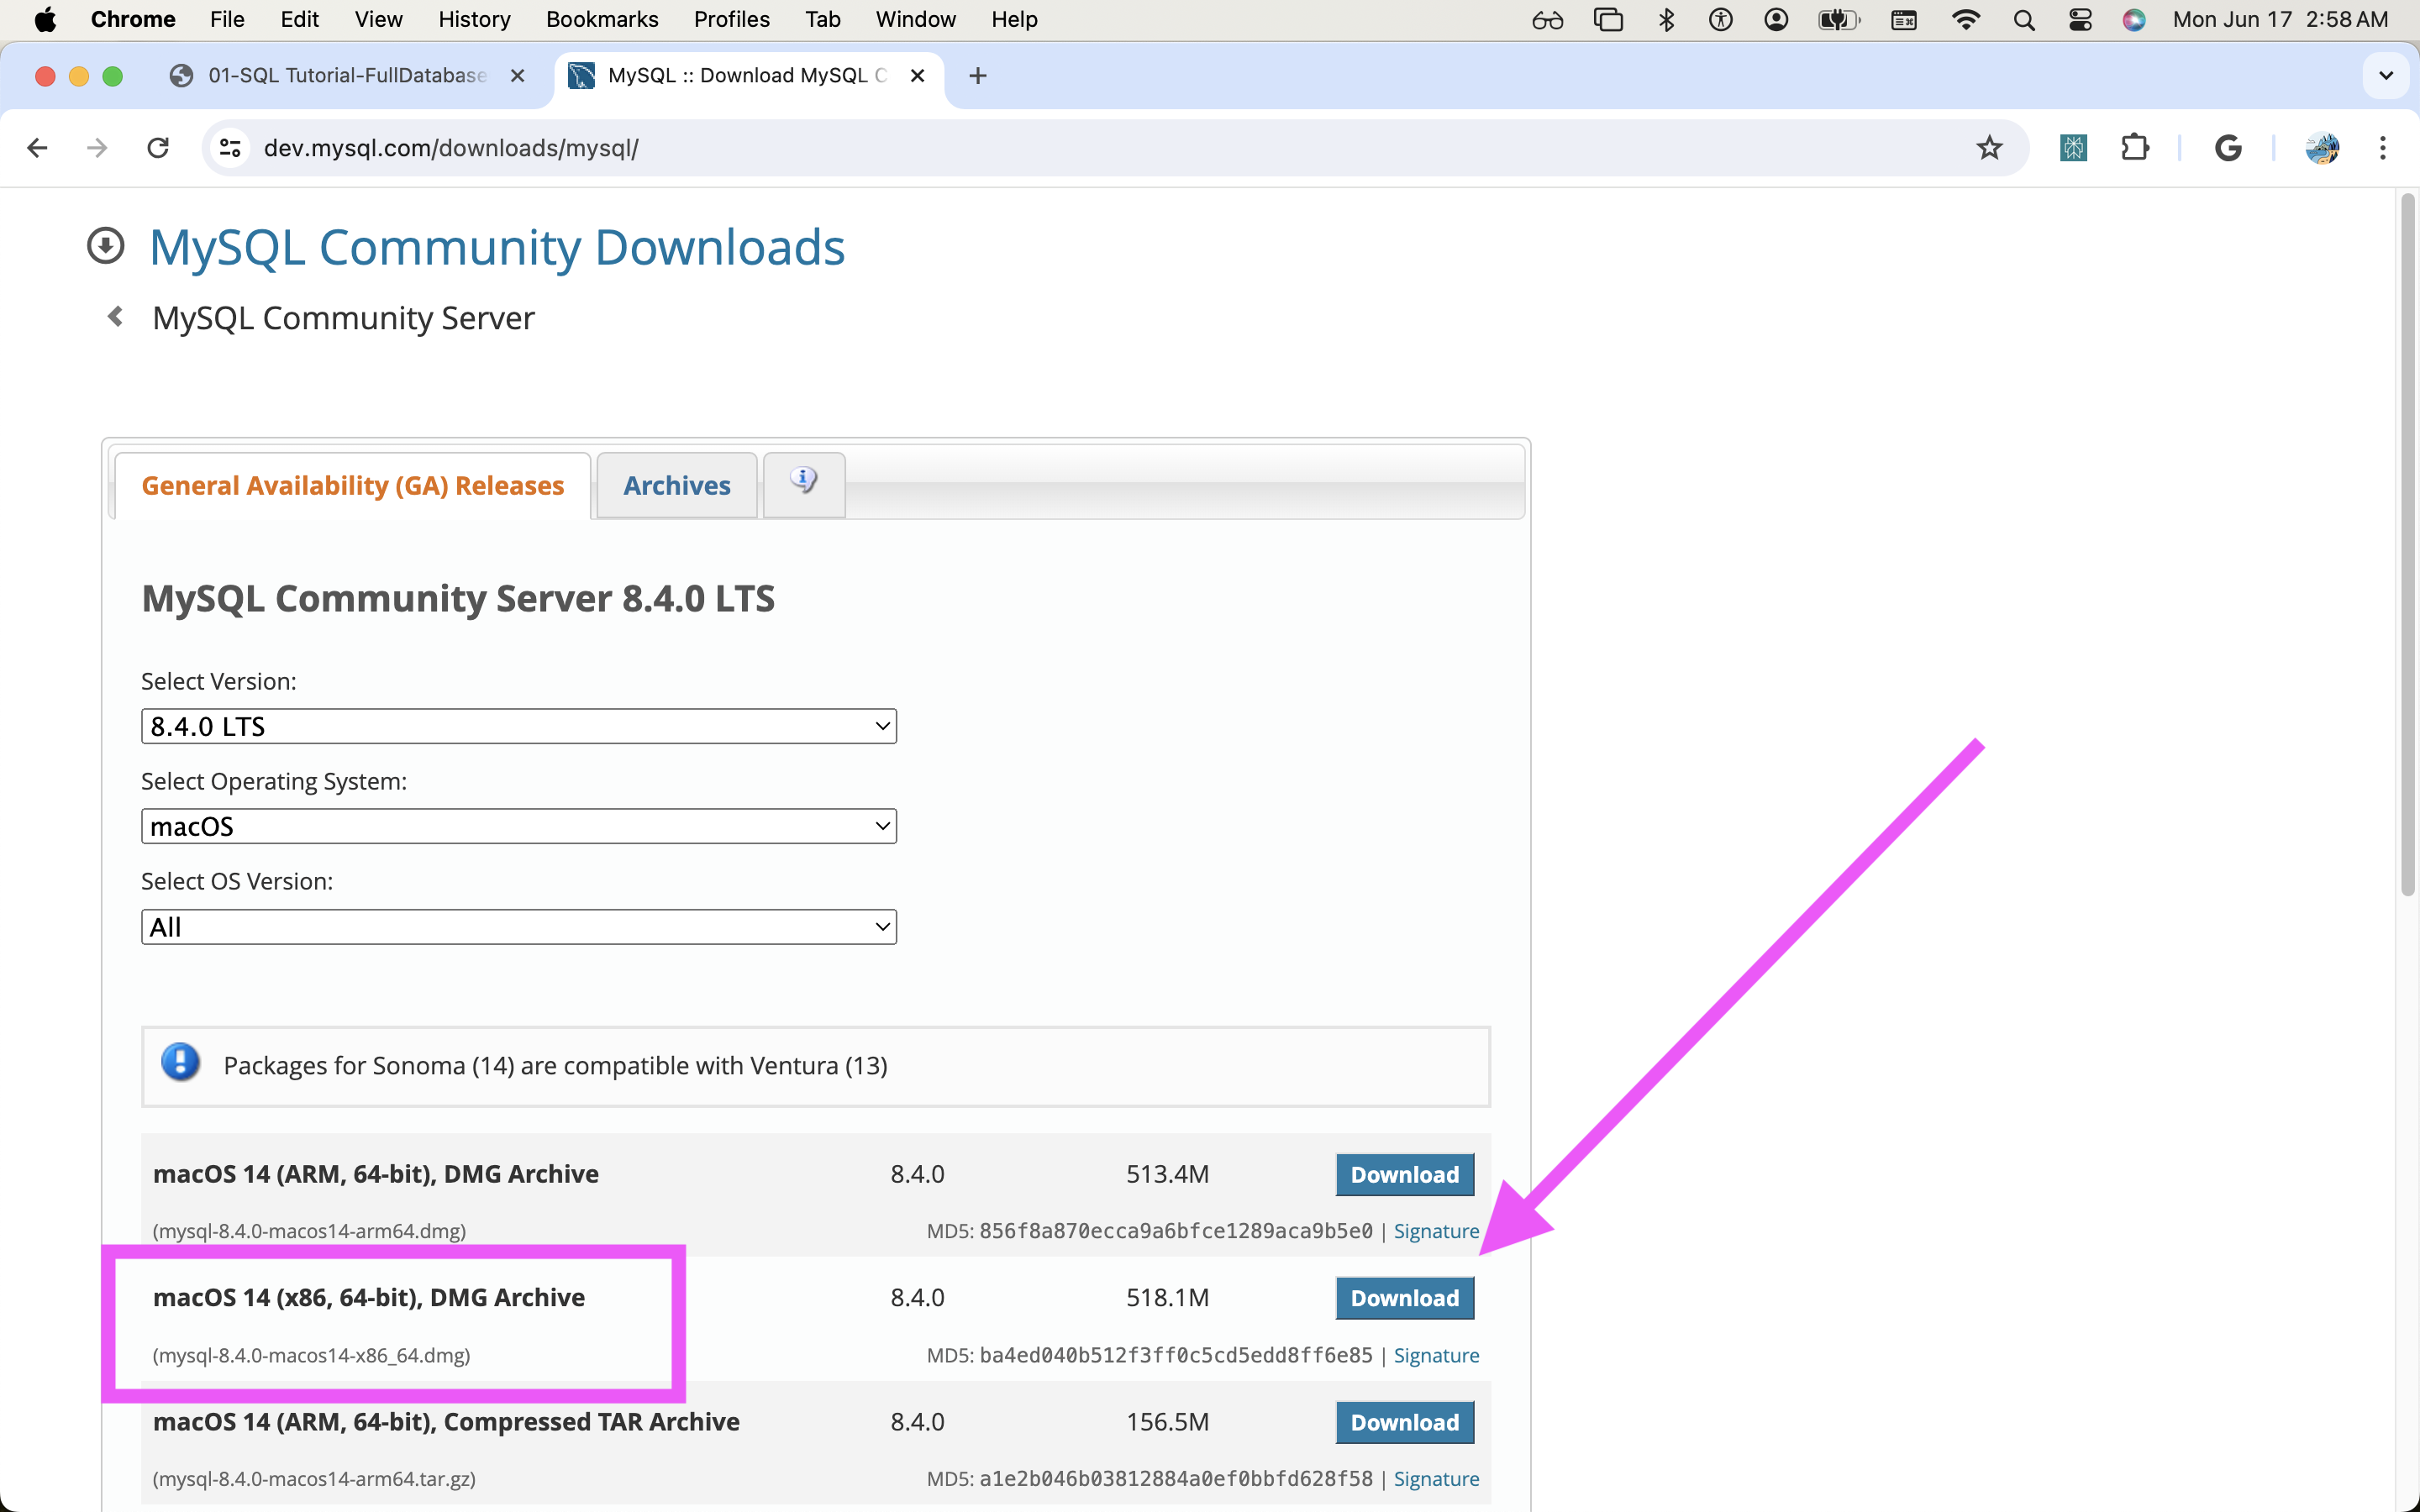 Chrome File Edit View History Bookmarks Profiles Tab Window Help Mon Jun 17 2:58 AM
01-SQL Tutorial-FullDatabase MySQL :: Download MySQL C
dev.mysql.com/downloads/mysql/
MySQL Community Downloads
MySQL Community Server
General Availability (GA) Releases Archives
MySQL Community Server 8.4.0 LTS
Select Version:
8.4.0 LTS
Select Operating System:
macOS
Select OS Version:
All
Packages for Sonoma (14) are compatible with Ventura (13)
macOS 14 (ARM, 64-bit), DMG Archive 8.4.0 513.4M Download
(mysql-8.4.0-macos14-arm64.dmg) MD5: 856f8a870ecca9a6bfce1289aca9b5e0 | Signature
macOS 14 (x86, 64-bit), DMG Archive 8.4.0 518.1M Download
(mysql-8.4.0-macos14-x86_64.dmg) MD5: ba4ed040b512f3ff0c5cd5edd8ff6e85 | Signature
macOS 14 (ARM, 64-bit), Compressed TAR Archive 8.4.0 156.5M Download
(mysql-8.4.0-macos14-arm64.tar.gz) MD5: a1e2b046b03812884a0ef0bbfd628f58 | Signature